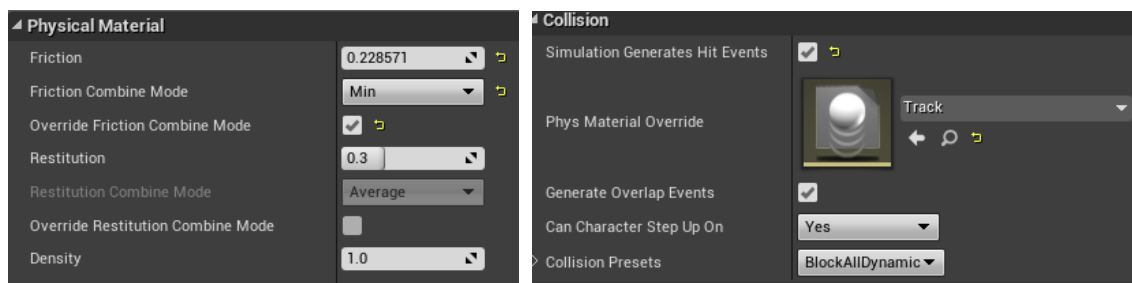 Physical Material
Friction 0.228571
Friction Combine Mode Min
Override Friction Combine Mode
Restitution 0.3
Restitution Combine Mode Average
Override Restitution Combine Mode
Density 1.0
Collision
Simulation Generates Hit Events
Phys Material Override Track
Generate Overlap Events
Can Character Step Up On Yes
Collision Presets BlockAllDynamic